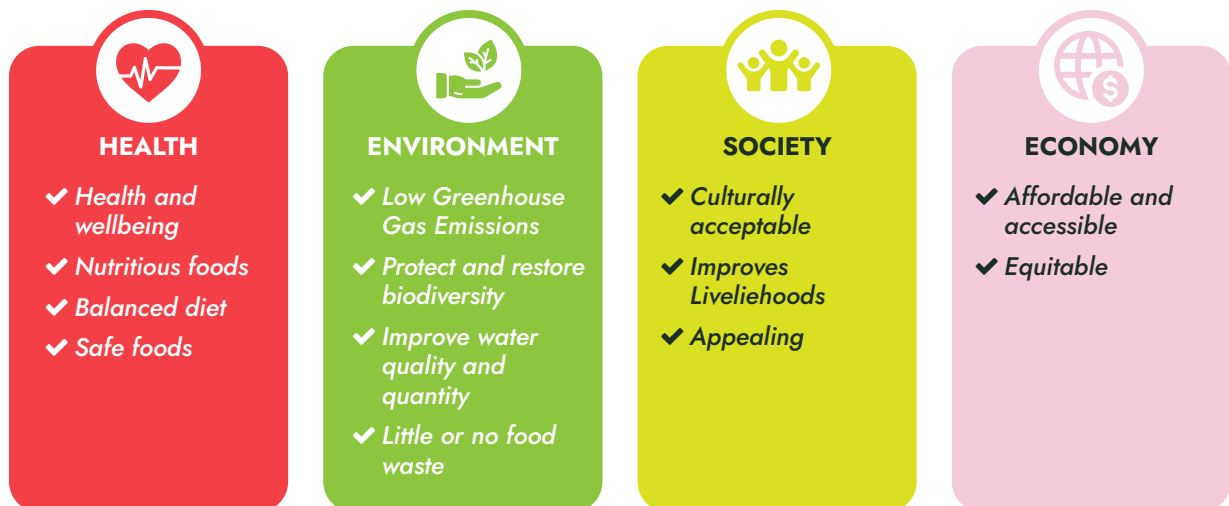 HEALTH
✔ Health and
wellbeing
✔ Nutritious foods
✔ Balanced diet
✔ Safe foods
ENVIRONMENT
✔ Low Greenhouse
Gas Emissions
✔ Protect and restore
biodiversity
✔ Improve water
quality and
quantity
✔ Little or no food
waste
SOCIETY
✔ Culturally
acceptable
✔ Improves
Liveliehoods
✔ Appealing
$
ECONOMY
✔ Affordable and
accessible
✔ Equitable